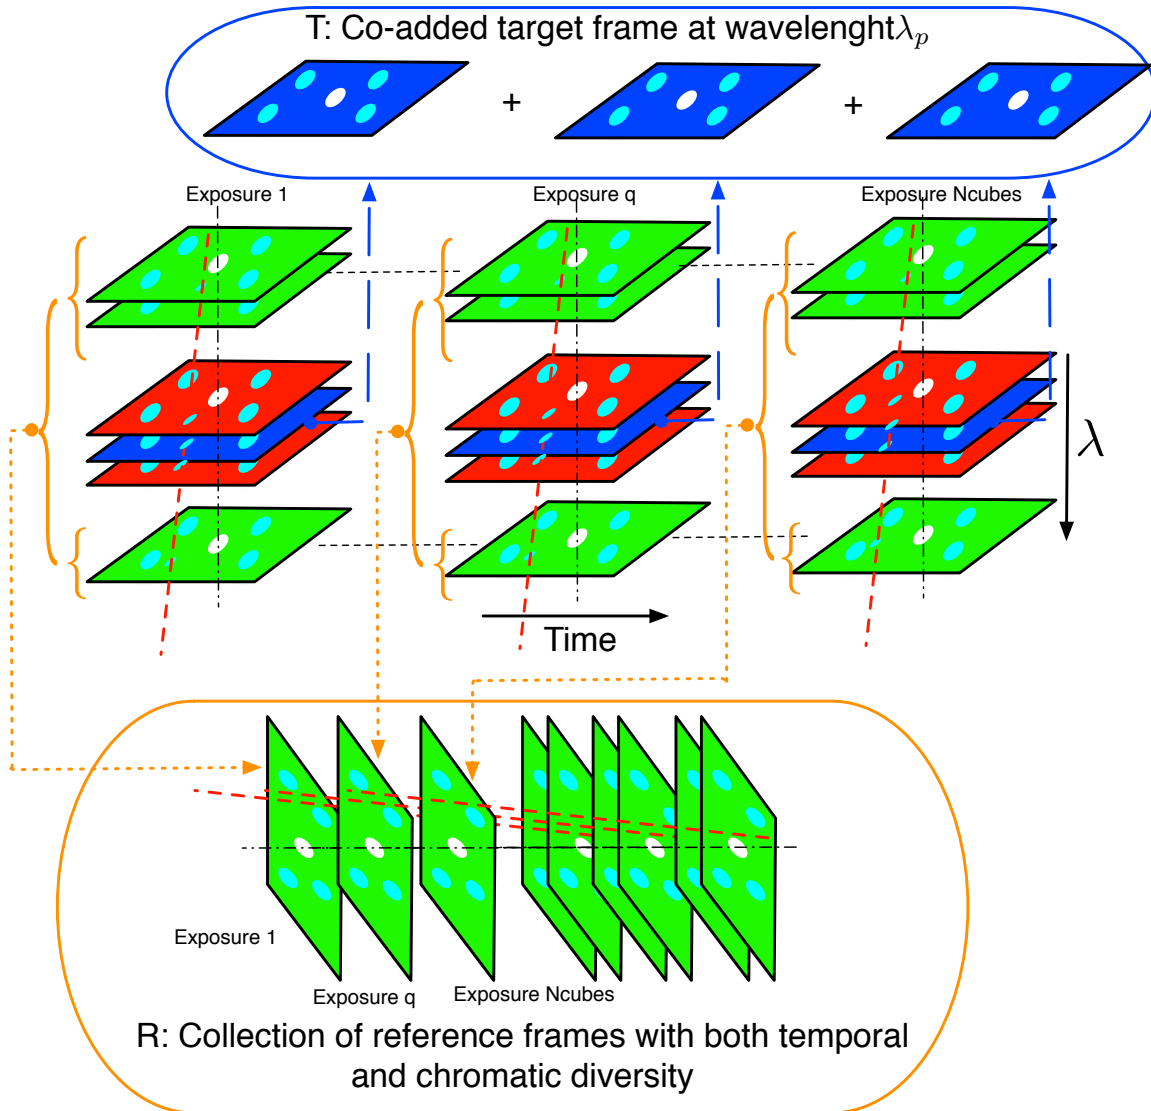 T: Co-added target frame at wavelenght λ_p
+ +
Exposure 1 Exposure q Exposure Ncubes
λ
Time
Exposure 1
Exposure q Exposure Ncubes
R: Collection of reference frames with both temporal
and chromatic diversity